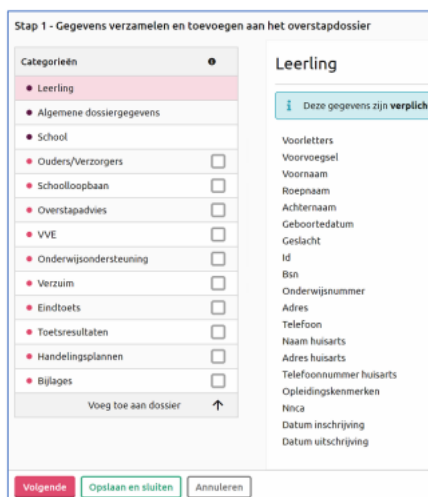 Stap 1 - Gegevens verzamelen en toevoegen aan het overstapdossier
Categorieën
Leerling
Algemene dossiergegevens
School
Ouders/Verzorgers
Schoolloopbaan
Overstapadvies
VVE
Onderwijsondersteuning
Verzuim
Eindtoets
Toetsresultaten
Handelingsplannen
Bijlages
Voeg toe aan dossier
Leerling
Deze gegevens zijn verplich
Voorletters
Voorvoegsel
Voornaam
Roepnaam
Achternaam
Geboortedatum
Geslacht
Id
Bsn
Onderwijsnummer
Adres
Telefoon
Naam huisarts
Adres huisarts
Telefoonnummer huisarts
Opleidingskenmerken
Nnca
Datum inschrijving
Datum uitschrijving
Volgende Opslaan en sluiten Annuleren